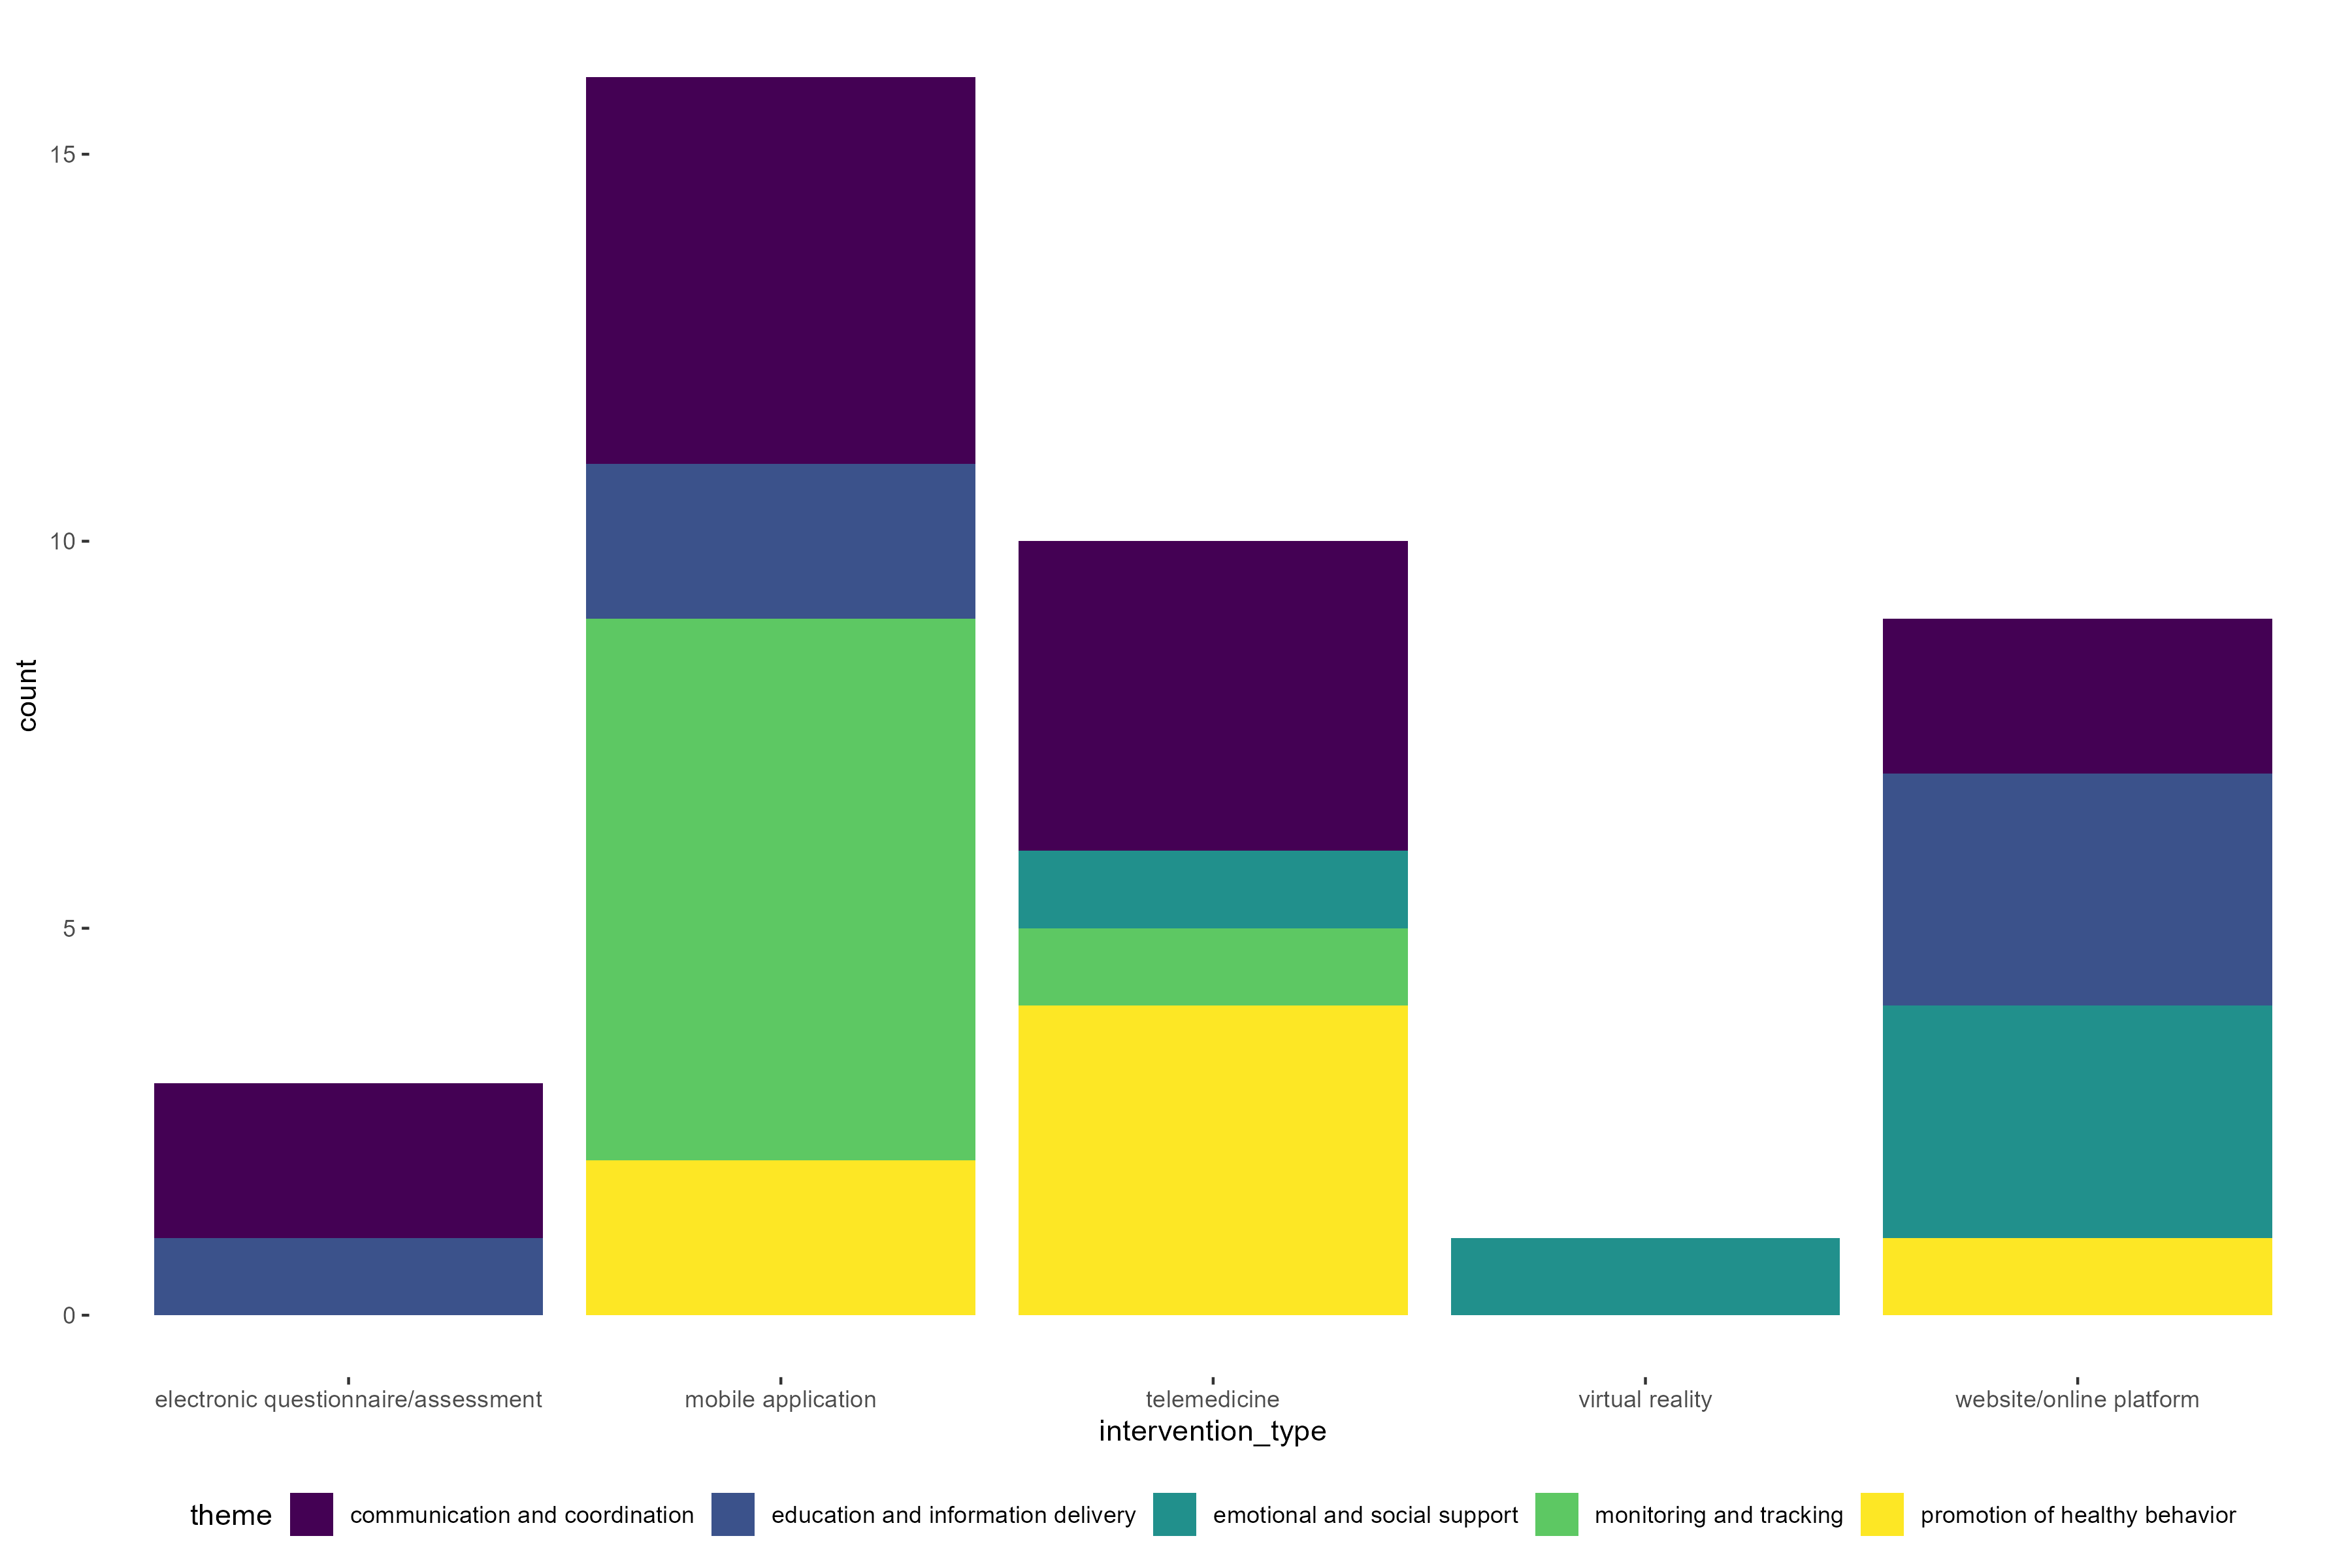 15
10
5
0
count
electronic questionnaire/assessment mobile application telemedicine virtual reality website/online platform
intervention_type
theme communication and coordination education and information delivery emotional and social support monitoring and tracking promotion of healthy behavior